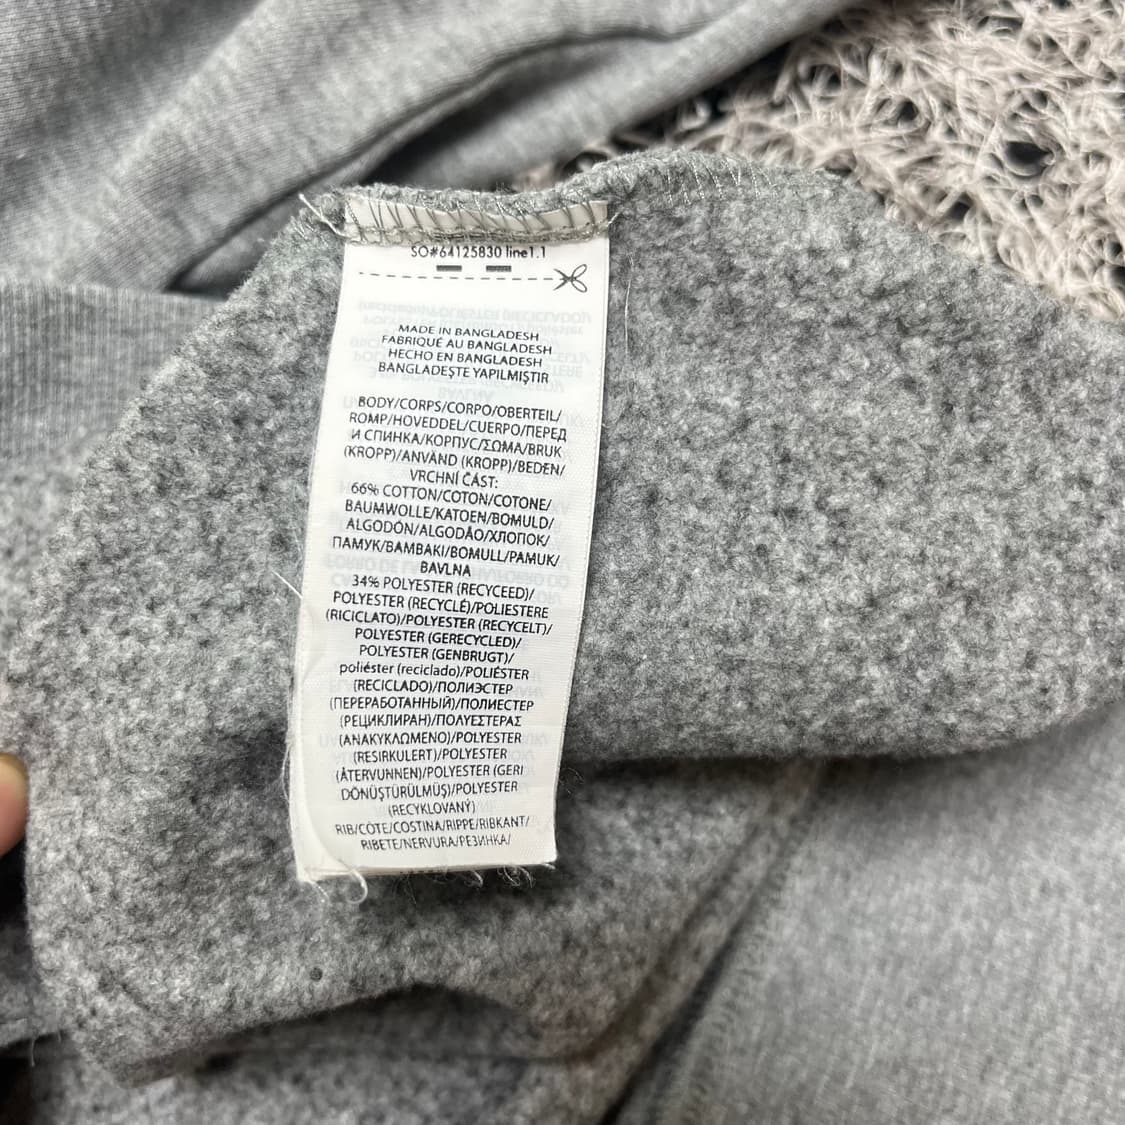 SO#64125830 line1.1
MADE IN BANGLADESH
FABRIQUÉ AU BANGLADESH
HECHO EN BANGLADESH
BANGLADEŞTE YAPILMIŞTIR
BODY/CORPS/CORPO/OBERTEIL/
ROMP/HOVEDDEL/CUERPO/ПЕРЕД
И СПИНКА/КОРПУС/ΣΩΜΑ/BRUK
(KROPP)/ANVÄND (KROPP)/BEDEN/
VRCHNÍ ČÁST:
66% COTTON/COTON/COTONE/
BAUMWOLLE/KATOEN/BOMULD/
ALGODÓN/ALGODÃO/ХЛОПОК/
ПАМУК/BAMBAKI/BOMULL/PAMUK/
BAVLNA
34% POLYESTER (RECYCEED)/
POLYESTER (RECYCLÉ)/POLIESTERE
(RICICLATO)/POLYESTER (RECYCELT)/
POLYESTER (GERECYCLED)/
POLYESTER (GENBRUGT)/
poliéster (reciclado)/POLIÉSTER
(RECICLADO)/ПОЛИЭСТЕР
(ПЕРЕРАБОТАННЫЙ)/ПОЛИЕСТЕР
(РЕЦИКЛИРАН)/ΠΟΛΥΕΣΤΕΡΑΣ
(ΑΝΑΚΥΚΛΩΜΕΝΟ)/POLYESTER
(RESIRKULERT)/POLYESTER
(ÅTERVUNNEN)/POLYESTER (GERI
DÖNÜŞTÜRÜLMÜŞ)/POLYESTER
(RECYKLOVANÝ)
RIB/CÔTE/COSTINA/RIPPE/RIBKANT/
RIBETE/NERVURA/РЕЗИНКА/